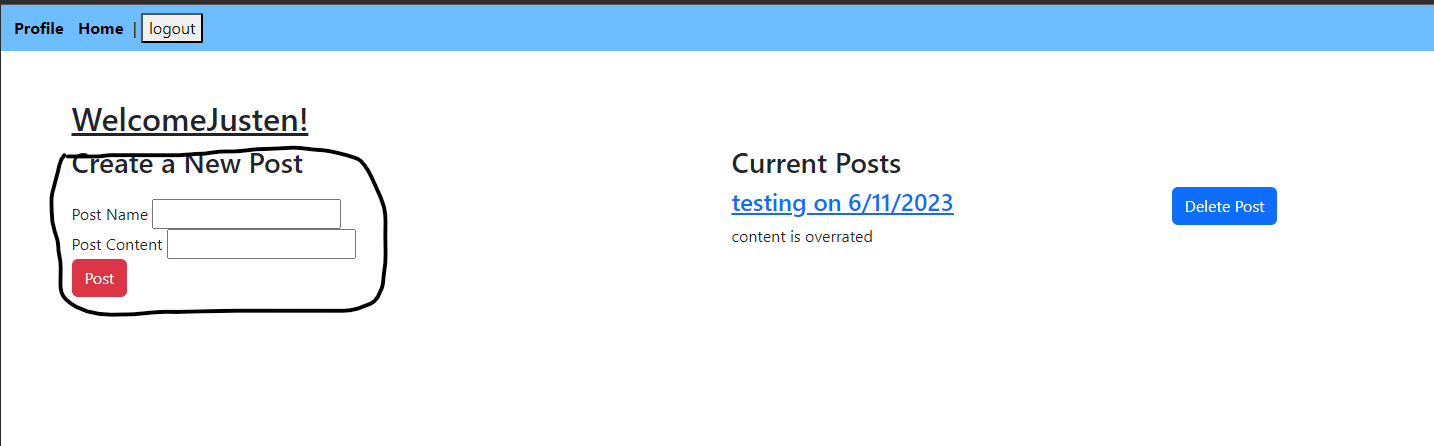 Profile Home | logout
WelcomeJusten!
Create a New Post
Post Name
Post Content
Post
Current Posts
testing on 6/11/2023
Delete Post
content is overrated